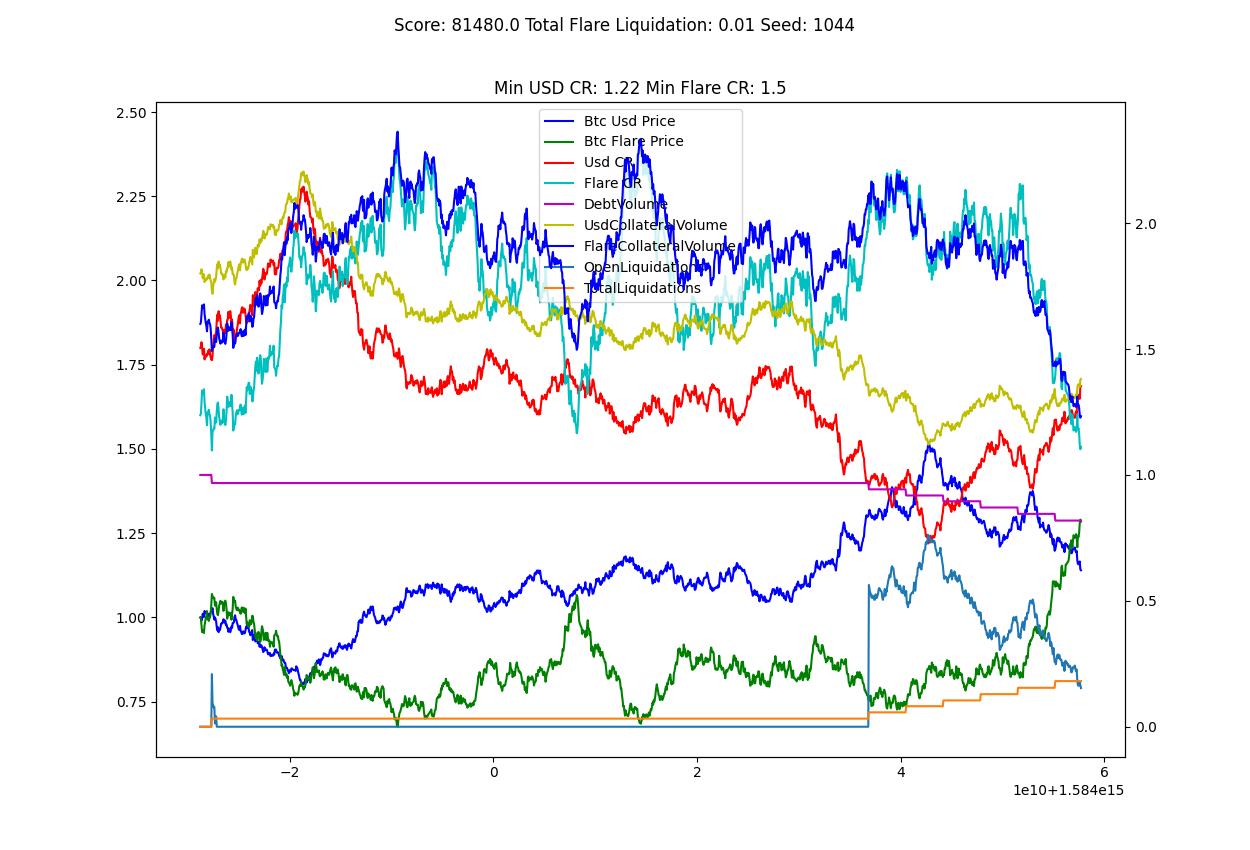 Score: 81480.0 Total Flare Liquidation: 0.01 Seed: 1044
Min USD CR: 1.22 Min Flare CR: 1.5
Btc Usd Price
Btc Flare Price
Usd CR
Flare CR
DebtVolume
UsdCollateralVolume
FlareCollateralVolume
OpenLiquidations
TotalLiquidations
2.50
2.25
2.00
1.75
1.50
1.25
1.00
0.75
2.0
1.5
1.0
0.5
0.0
−2
0
2
4
6
1e10+1.584e15